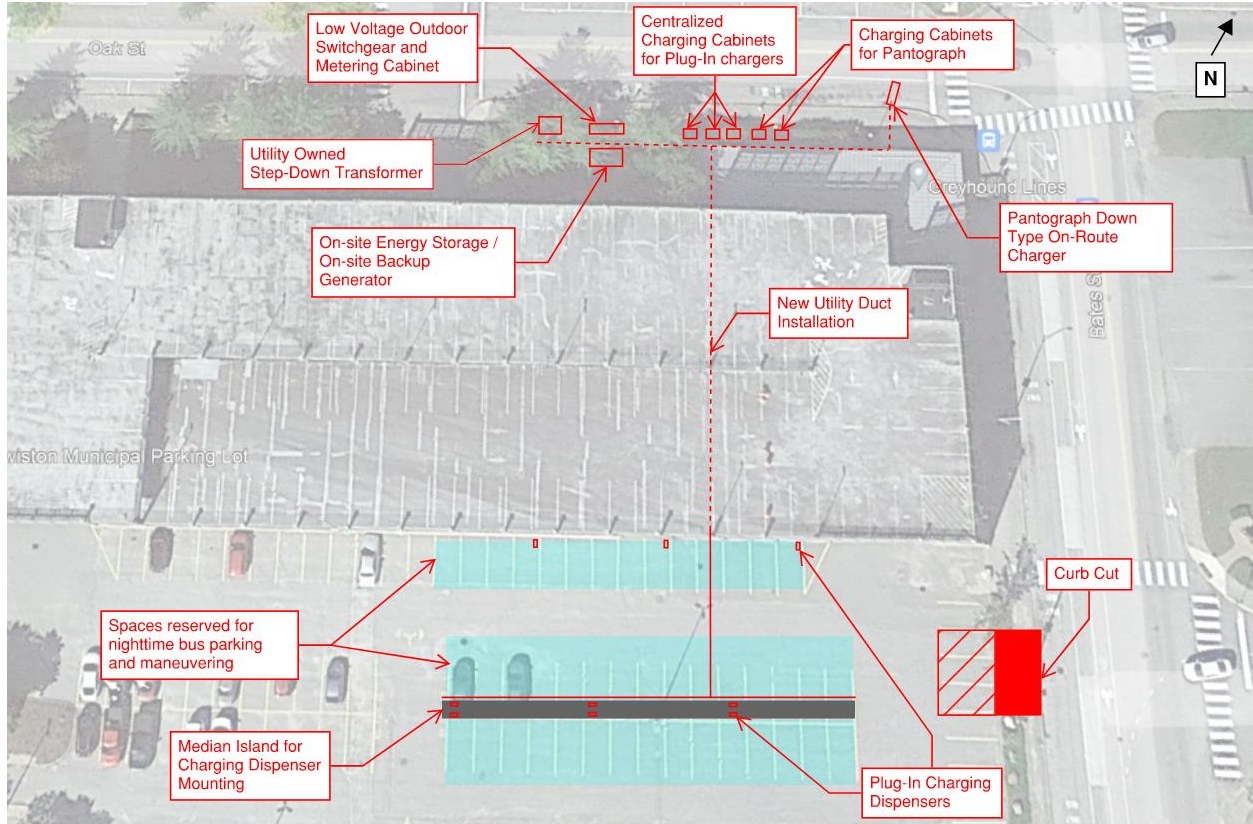 Oak St
Low Voltage Outdoor
Switchgear and
Metering Cabinet
Centralized
Charging Cabinets
for Plug-In chargers
Charging Cabinets
for Pantograph
N
Utility Owned
Step-Down Transformer
Greyhound Lines
Pantograph Down
Type On-Route
Charger
On-site Energy Storage /
On-site Backup
Generator
New Utility Duct
Installation
Bates S
wiston Municipal Parking Lot
Curb Cut
Spaces reserved for
nighttime bus parking
and maneuvering
Median Island for
Charging Dispenser
Mounting
Plug-In Charging
Dispensers